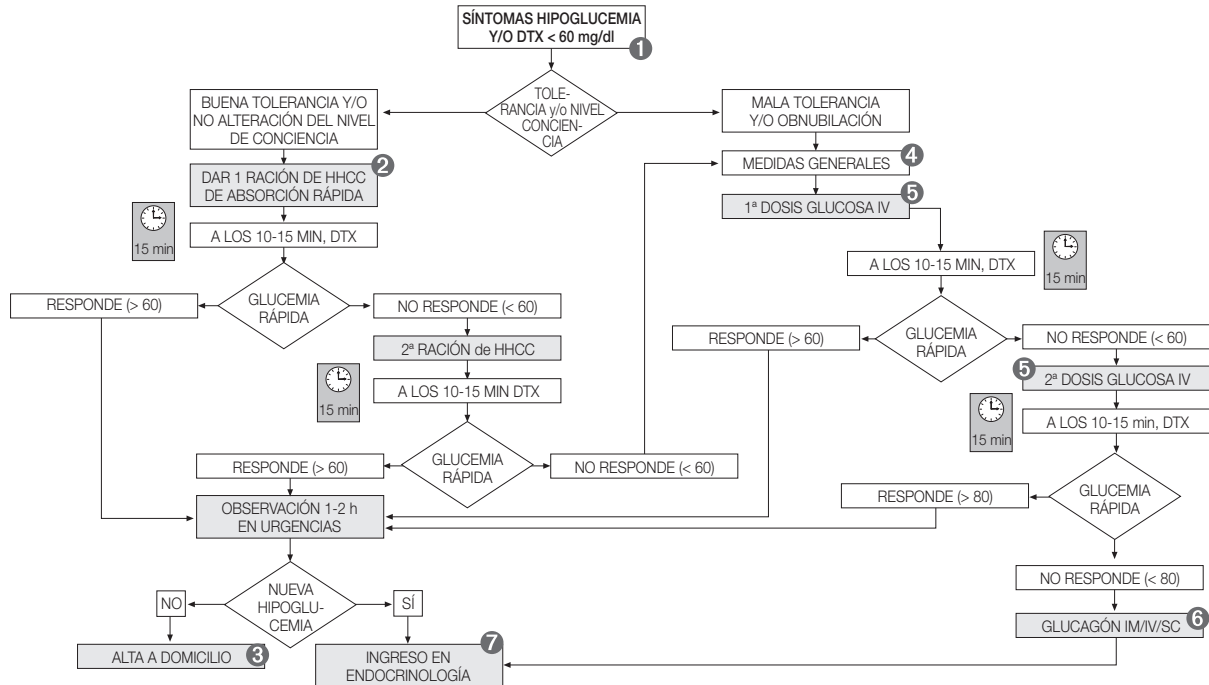 SÍNTOMAS HIPOGLUCEMIA
Y/O DTX < 60 mg/dl
1
TOLE-
RANCIA y/o NIVEL
CONCIEN-
CIA
BUENA TOLERANCIA Y/O
NO ALTERACIÓN DEL NIVEL
DE CONCIENCIA
2
DAR 1 RACIÓN DE HHCC
DE ABSORCIÓN RÁPIDA
15 min
A LOS 10-15 MIN, DTX
GLUCEMIA
RÁPIDA
RESPONDE (> 60)
NO RESPONDE (< 60)
2ª RACIÓN de HHCC
15 min
A LOS 10-15 MIN DTX
GLUCEMIA
RÁPIDA
RESPONDE (> 60)
NO RESPONDE (< 60)
OBSERVACIÓN 1-2 h
EN URGENCIAS
NUEVA
HIPOGLU-
CEMIA
NO
SÍ
ALTA A DOMICILIO
3
7
INGRESO EN
ENDOCRINOLOGÍA
MALA TOLERANCIA
Y/O OBNUBILACIÓN
MEDIDAS GENERALES
4
5
1ª DOSIS GLUCOSA IV
A LOS 10-15 MIN, DTX
15 min
GLUCEMIA
RÁPIDA
RESPONDE (> 60)
NO RESPONDE (< 60)
5
2ª DOSIS GLUCOSA IV
15 min
A LOS 10-15 min, DTX
GLUCEMIA
RÁPIDA
RESPONDE (> 80)
NO RESPONDE (< 80)
GLUCAGÓN IM/IV/SC
6